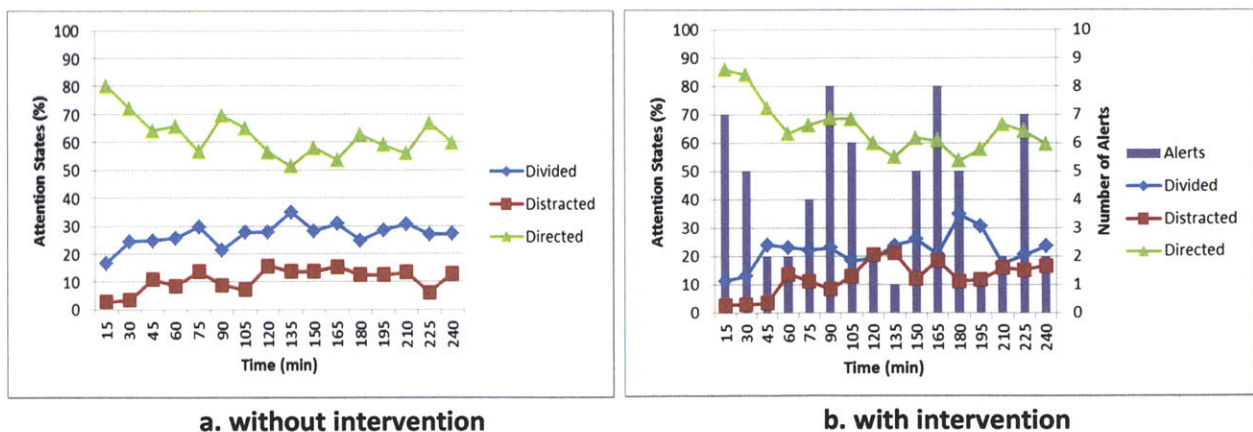 100
90
80
70
60
50
40
30
20
10
0
Attention States (%)
15 30 45 60 75 90 105 120 135 150 165 180 195 210 225 240
Time (min)
Divided
Distracted
Directed
a. without intervention
100
90
80
70
60
50
40
30
20
10
0
Attention States (%)
10
9
8
7
6
5
4
3
2
1
0
Number of Alerts
15 30 45 60 75 90 105 120 135 150 165 180 195 210 225 240
Time (min)
Alerts
Divided
Distracted
Directed
b. with intervention